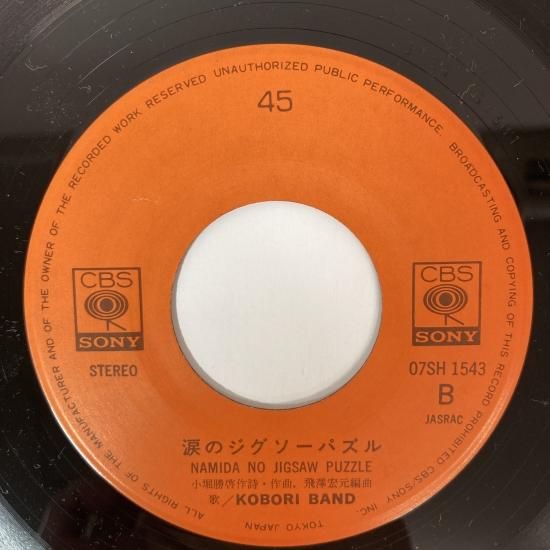 ALL RIGHTS OF THE MANUFACTURER AND OF THE OWNER OF THE RECORDED WORK RESERVED UNAUTHORIZED PUBLIC PERFORMANCE. BROADCASTING AND COPYING OF THIS RECORD PROHIBITED CBS/SONY INC.
TOKYO JAPAN
45
CBS
SONY
STEREO
CBS
SONY
07SH 1543
B
JASRAC
涙のジグソーパズル
NAMIDA NO JIGSAW PUZZLE
小堀勝啓作詩・作曲，飛澤宏元編曲
歌／KOBORI BAND